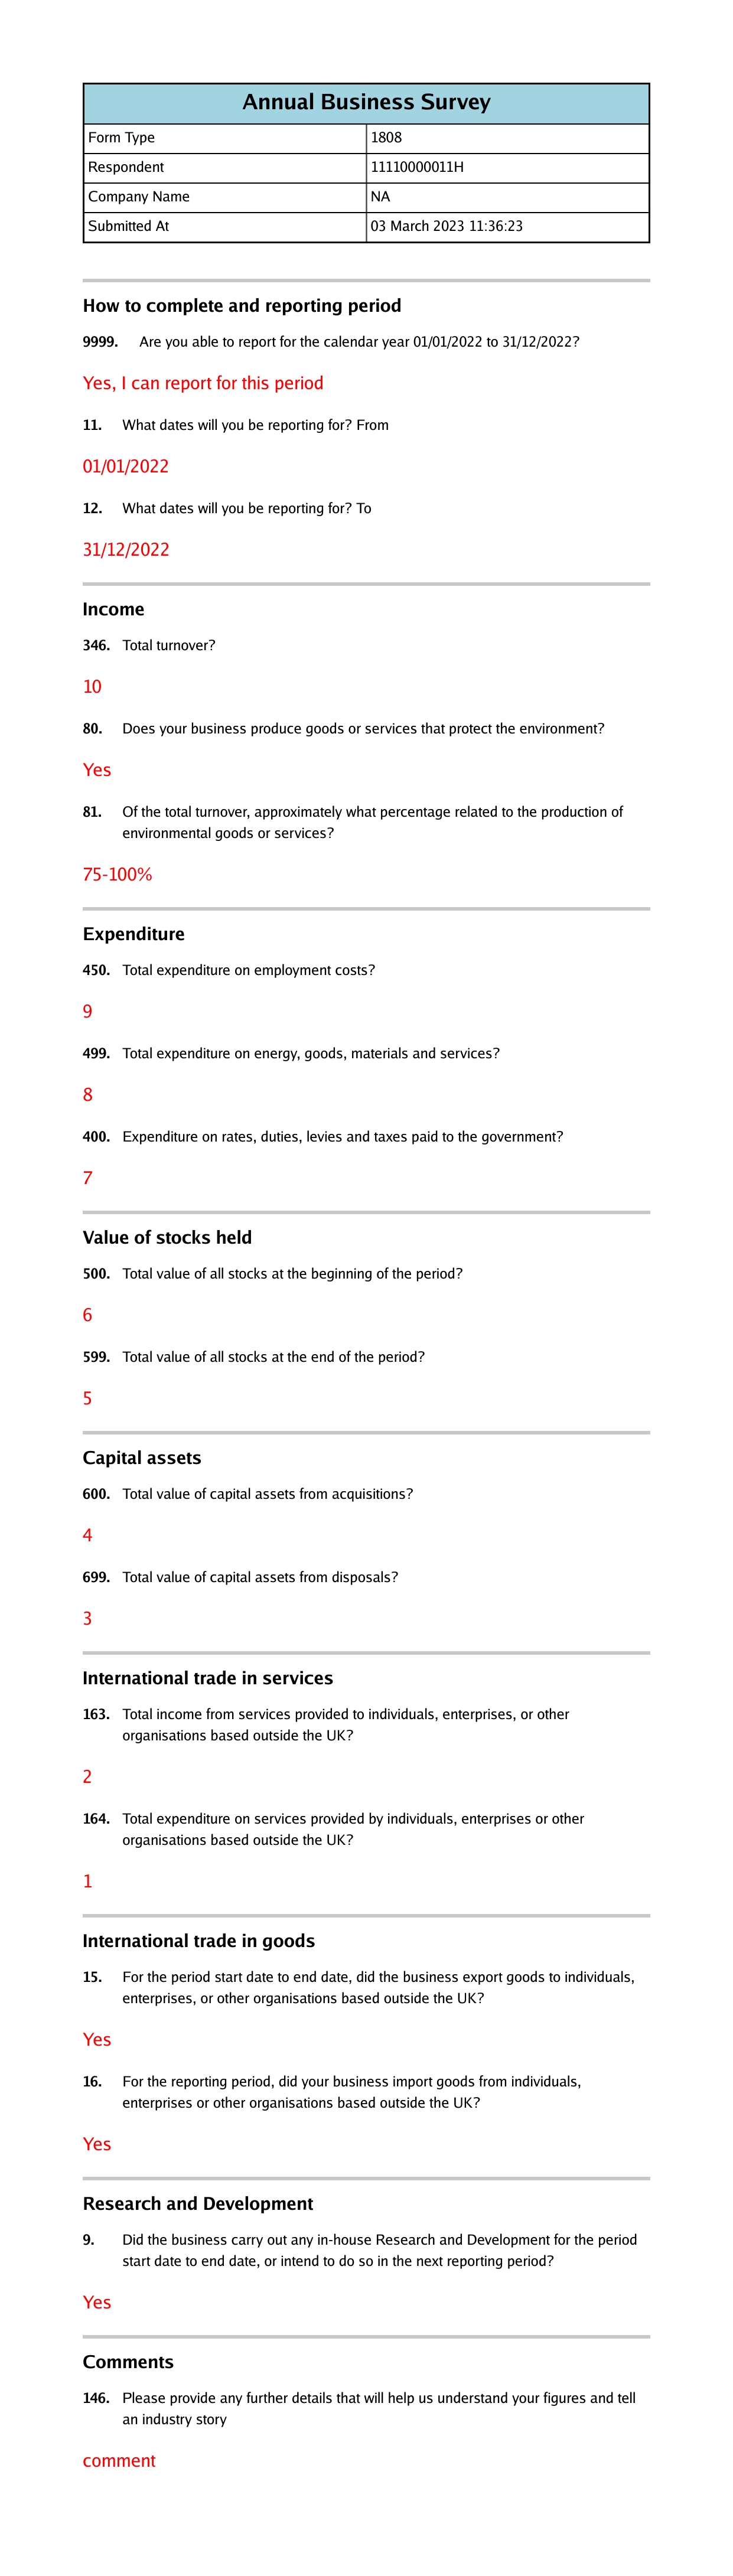 Annual Business Survey
Form Type 1808
Respondent 11110000011H
Company Name NA
Submitted At 03 March 2023 11:36:23
How to complete and reporting period
9999. Are you able to report for the calendar year 01/01/2022 to 31/12/2022?
Yes, I can report for this period
11. What dates will you be reporting for? From
01/01/2022
12. What dates will you be reporting for? To
31/12/2022
Income
346. Total turnover?
10
80. Does your business produce goods or services that protect the environment?
Yes
81. Of the total turnover, approximately what percentage related to the production of
environmental goods or services?
75-100%
Expenditure
450. Total expenditure on employment costs?
9
499. Total expenditure on energy, goods, materials and services?
8
400. Expenditure on rates, duties, levies and taxes paid to the government?
7
Value of stocks held
500. Total value of all stocks at the beginning of the period?
6
599. Total value of all stocks at the end of the period?
5
Capital assets
600. Total value of capital assets from acquisitions?
4
699. Total value of capital assets from disposals?
3
International trade in services
163. Total income from services provided to individuals, enterprises, or other
organisations based outside the UK?
2
164. Total expenditure on services provided by individuals, enterprises or other
organisations based outside the UK?
1
International trade in goods
15. For the period start date to end date, did the business export goods to individuals,
enterprises, or other organisations based outside the UK?
Yes
16. For the reporting period, did your business import goods from individuals,
enterprises or other organisations based outside the UK?
Yes
Research and Development
9. Did the business carry out any in-house Research and Development for the period
start date to end date, or intend to do so in the next reporting period?
Yes
Comments
146. Please provide any further details that will help us understand your figures and tell
an industry story
comment